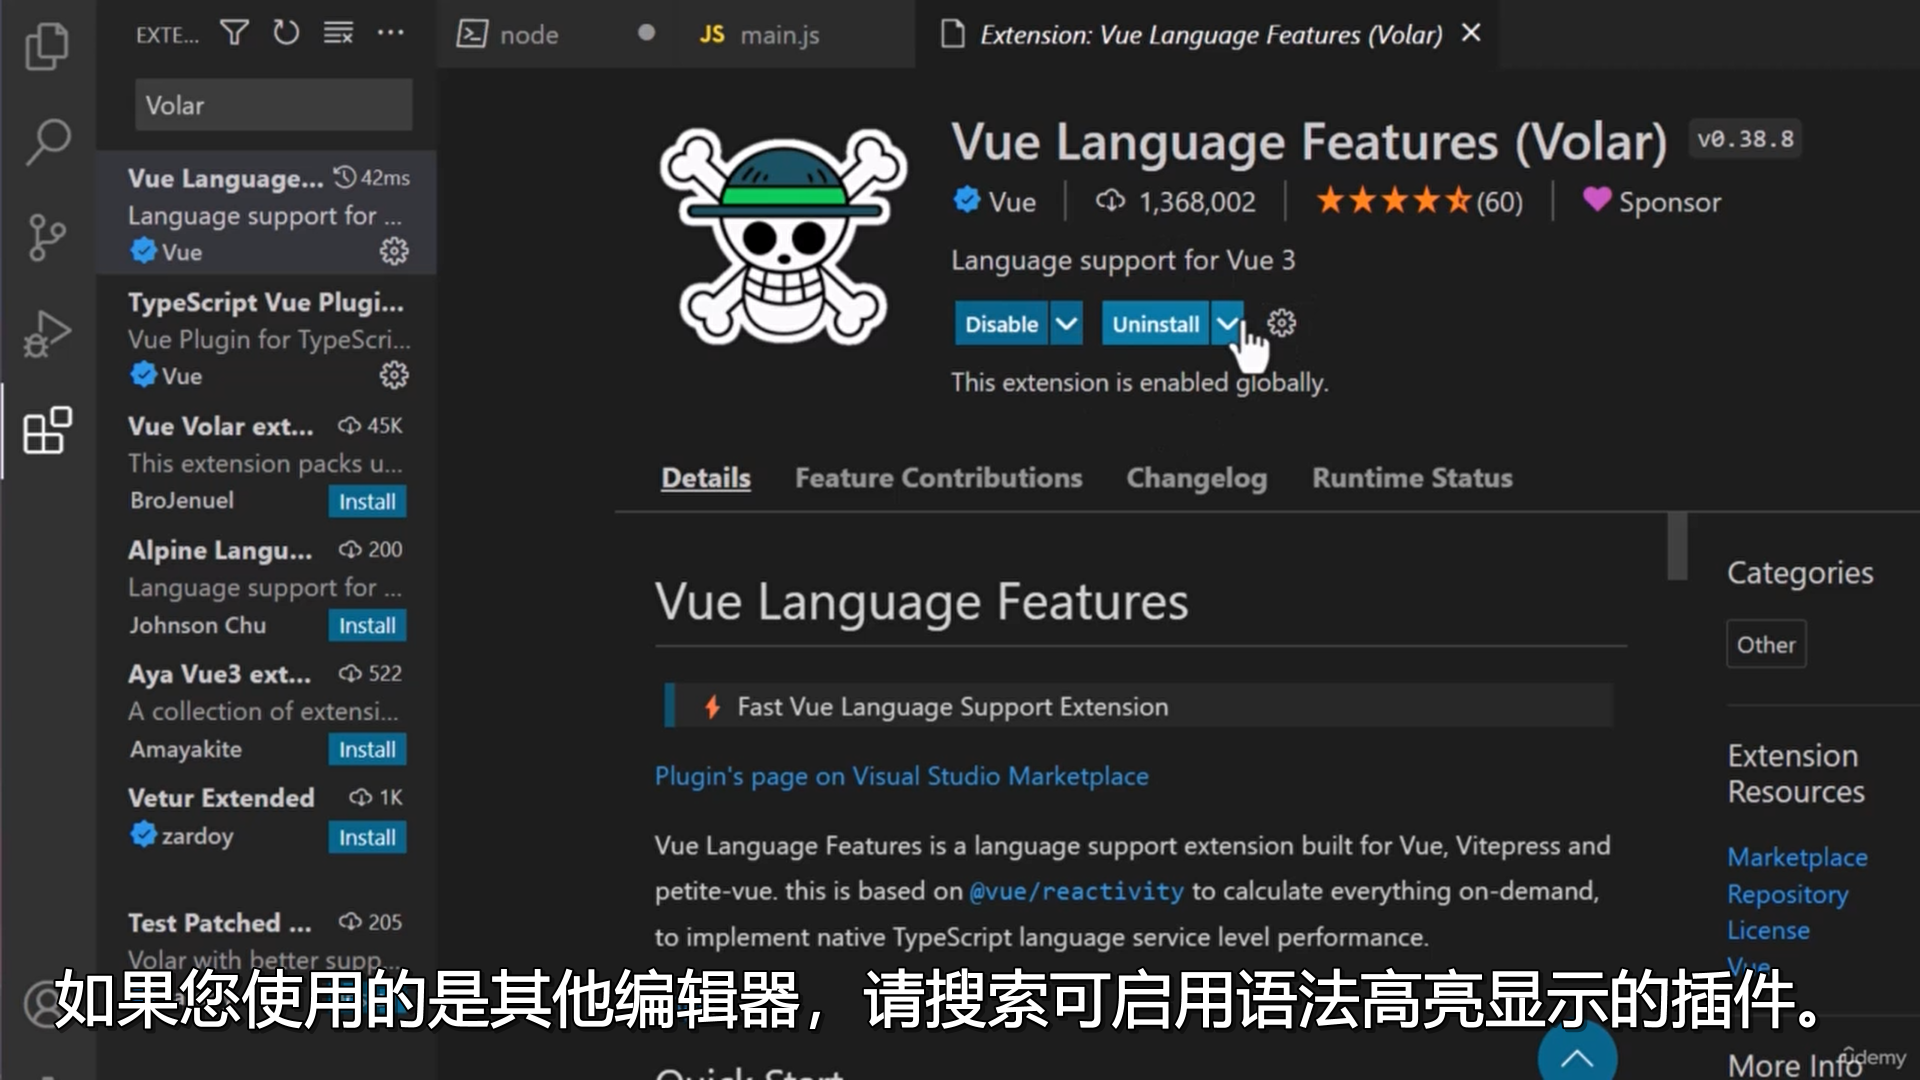 EXTE...
node
JS main.js
Extension: Vue Language Features (Volar)
Volar
Vue Language... 42ms
Language support for ...
Vue
TypeScript Vue Plugi...
Vue Plugin for TypeScri...
Vue
Vue Volar ext... 45K
This extension packs u...
BroJenuel Install
Alpine Langu... 200
Language support for ...
Johnson Chu Install
Aya Vue3 ext... 522
A collection of extensi...
Amayakite Install
Vetur Extended 1K
zardoy Install
Test Patched ... 205
Volar with better supp...
Vue Language Features (Volar) v0.38.8
Vue 1,368,002 (60) Sponsor
Language support for Vue 3
Disable Uninstall
This extension is enabled globally.
Details Feature Contributions Changelog Runtime Status
Vue Language Features
Fast Vue Language Support Extension
Plugin's page on Visual Studio Marketplace
Vue Language Features is a language support extension built for Vue, Vitepress and
petite-vue. this is based on @vue/reactivity to calculate everything on-demand,
to implement native TypeScript language service level performance.
Quick Start
Categories
Other
Extension
Resources
Marketplace
Repository
License
Vue
More Info
如果您使用的是其他编辑器，请搜索可启用语法高亮显示的插件。
ûdemy